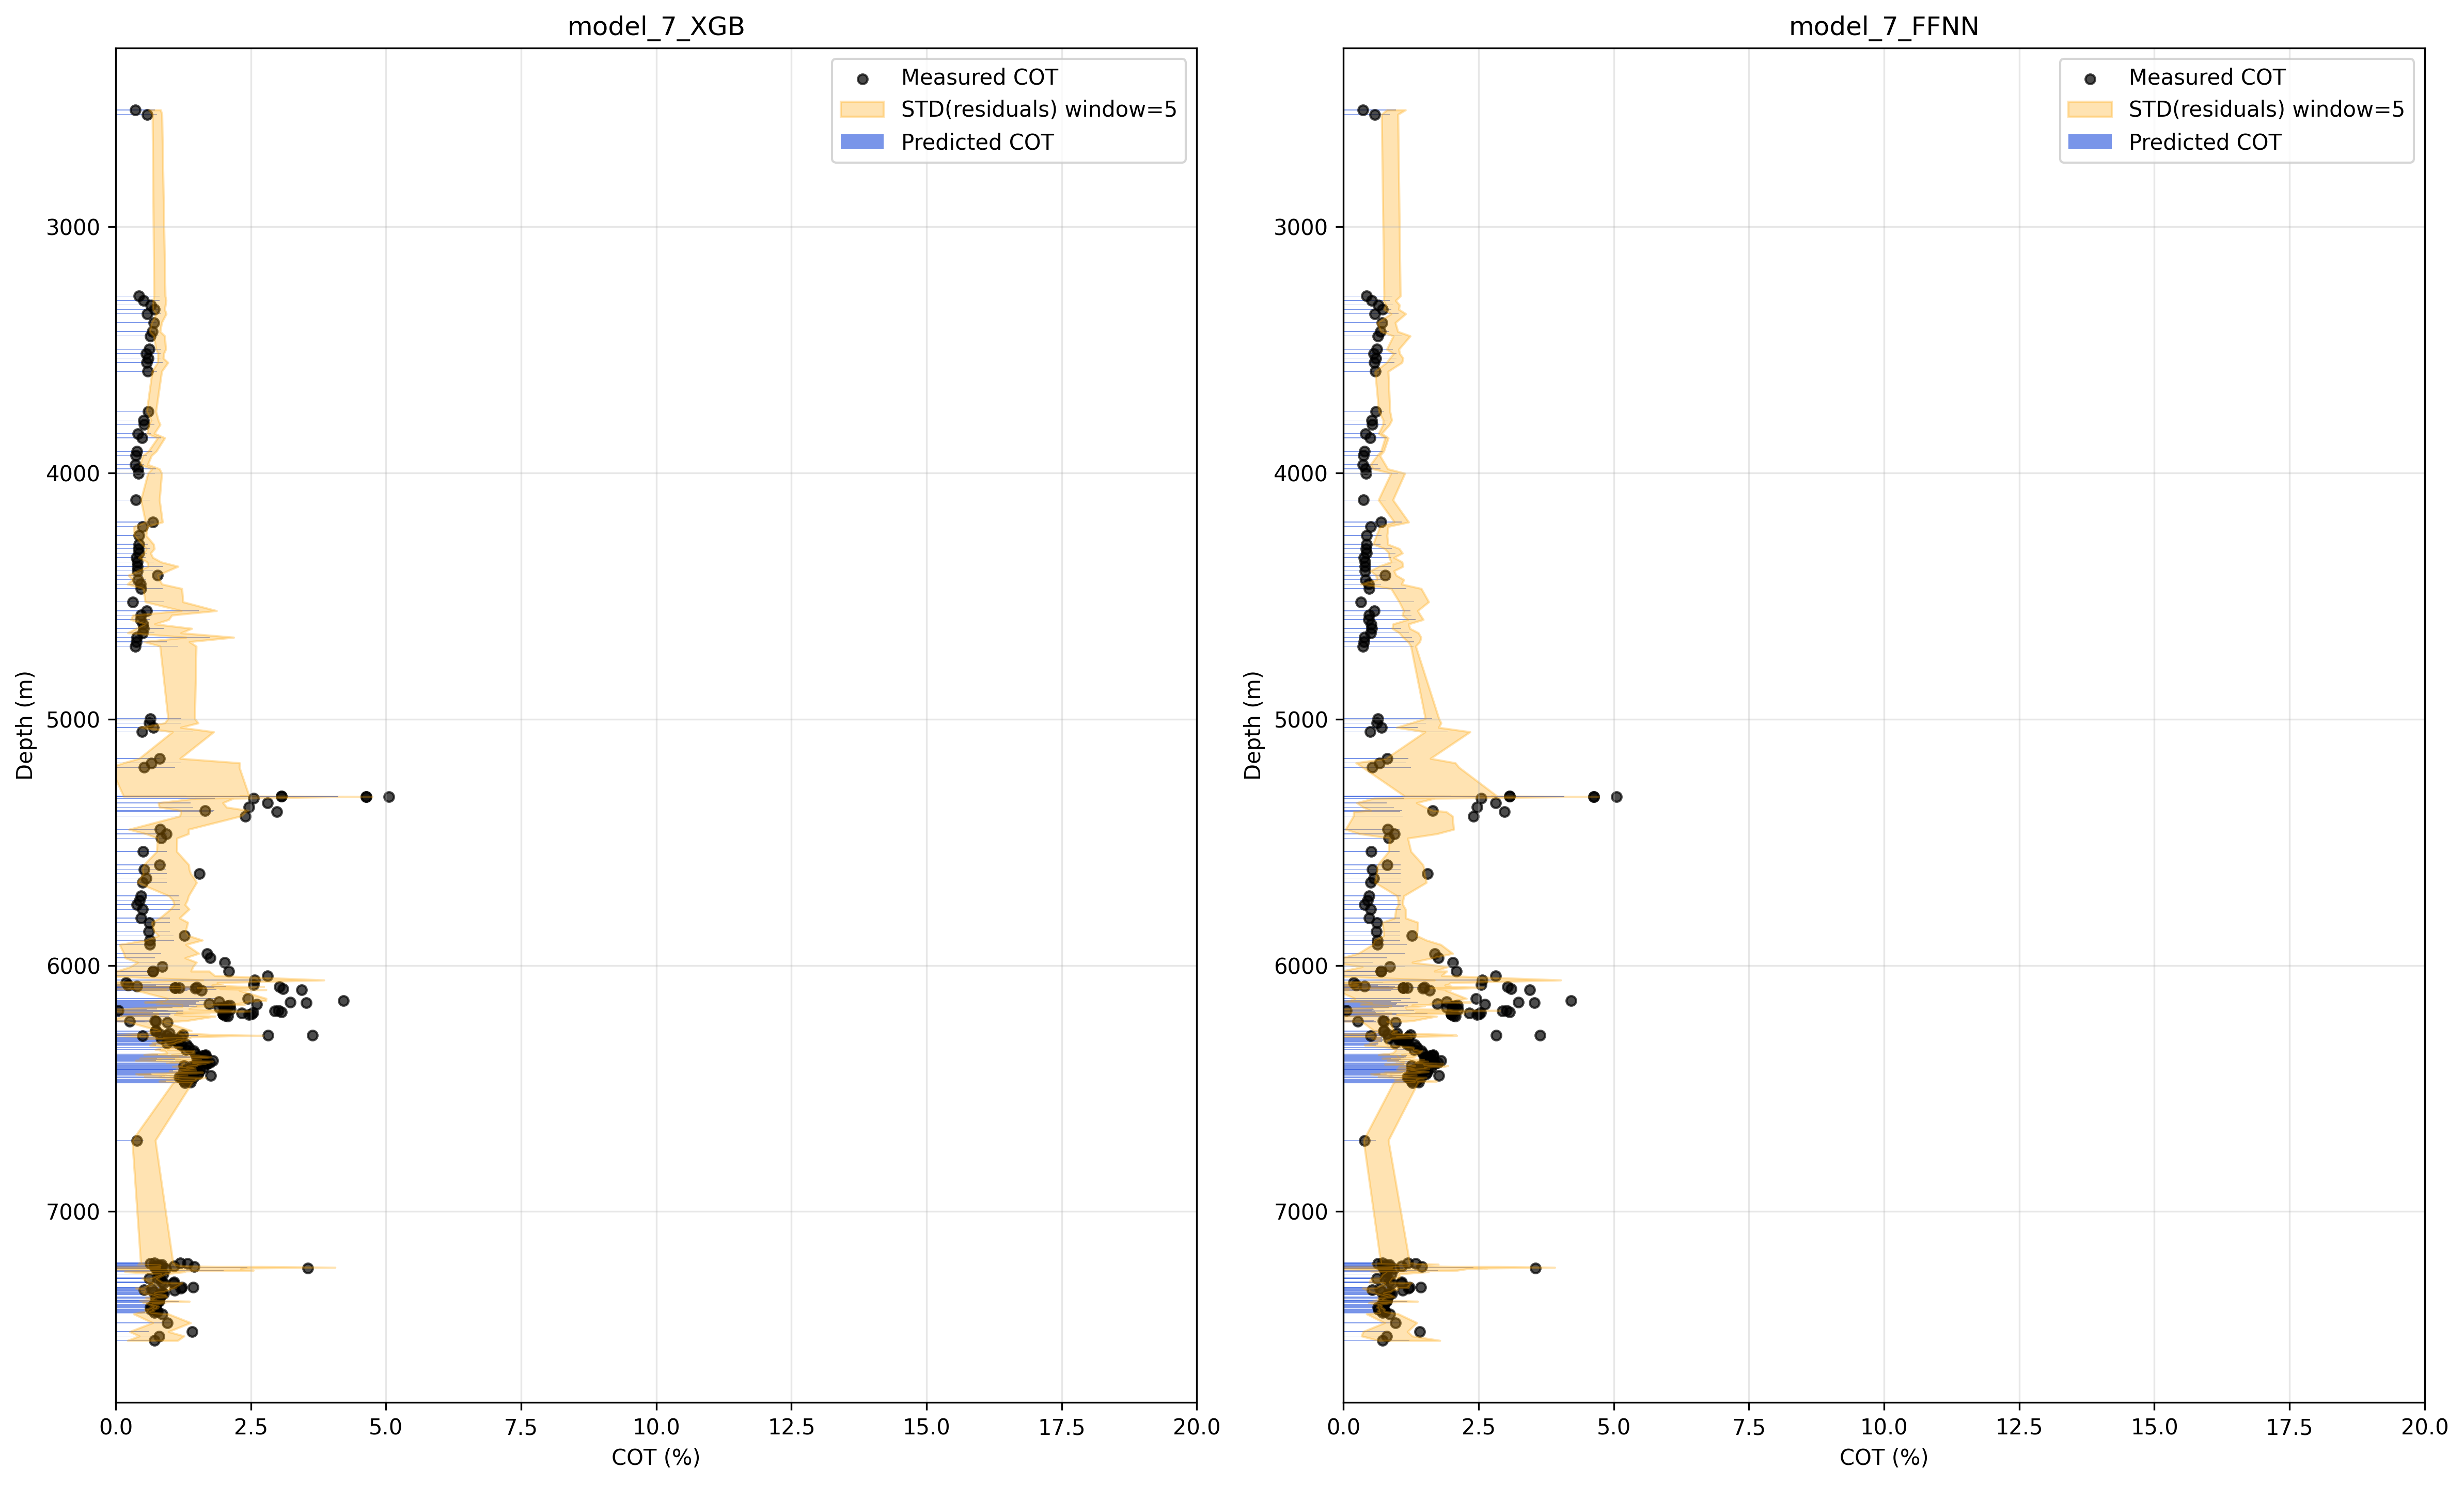 model_7_XGB
Measured COT
STD(residuals) window=5
Predicted COT
3000
4000
5000
6000
7000
Depth (m)
0.0 2.5 5.0 7.5 10.0 12.5 15.0 17.5 20.0
COT (%)
model_7_FFNN
Measured COT
STD(residuals) window=5
Predicted COT
3000
4000
5000
6000
7000
Depth (m)
0.0 2.5 5.0 7.5 10.0 12.5 15.0 17.5 20.0
COT (%)